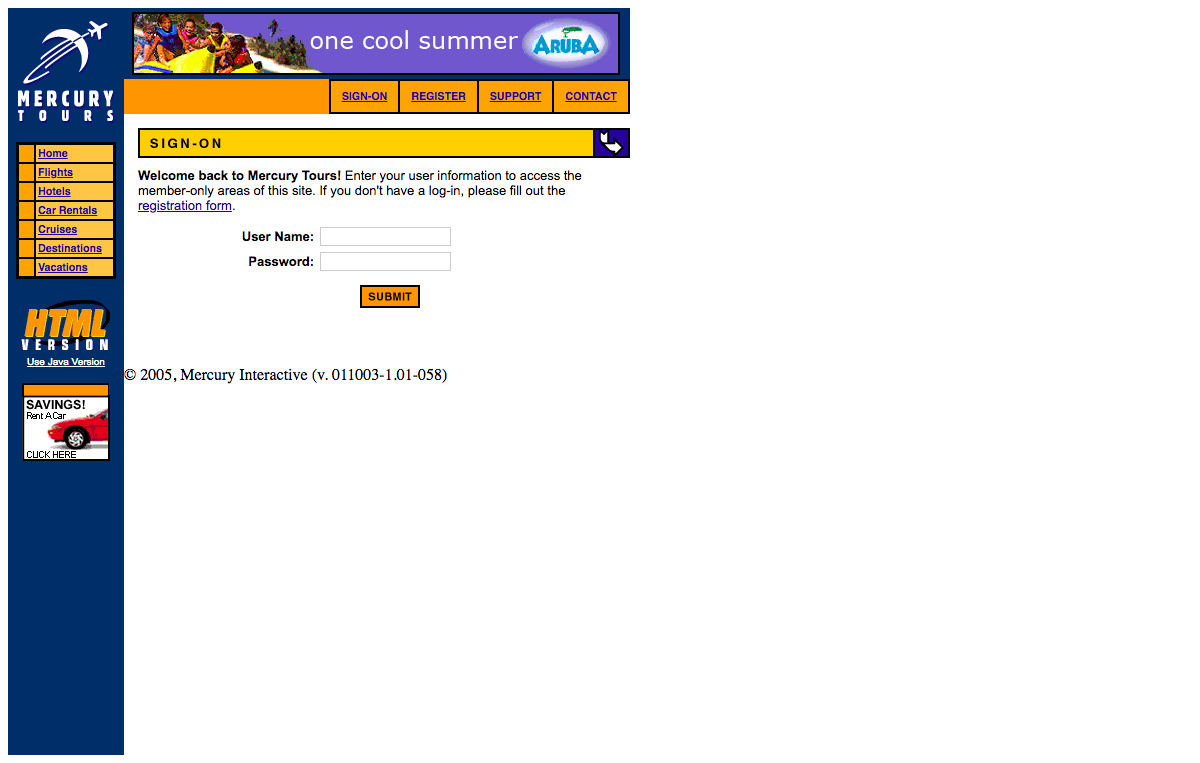 MERCURY
TOURS
one cool summer ARUBA
SIGN-ON REGISTER SUPPORT CONTACT
Home
Flights
Hotels
Car Rentals
Cruises
Destinations
Vacations
HTML
VERSION
Use Java Version
SAVINGS!
Rent A Car
CLICK HERE
SIGN-ON
Welcome back to Mercury Tours! Enter your user information to access the
member-only areas of this site. If you don't have a log-in, please fill out the
registration form.
User Name:
Password:
SUBMIT
© 2005, Mercury Interactive (v. 011003-1.01-058)